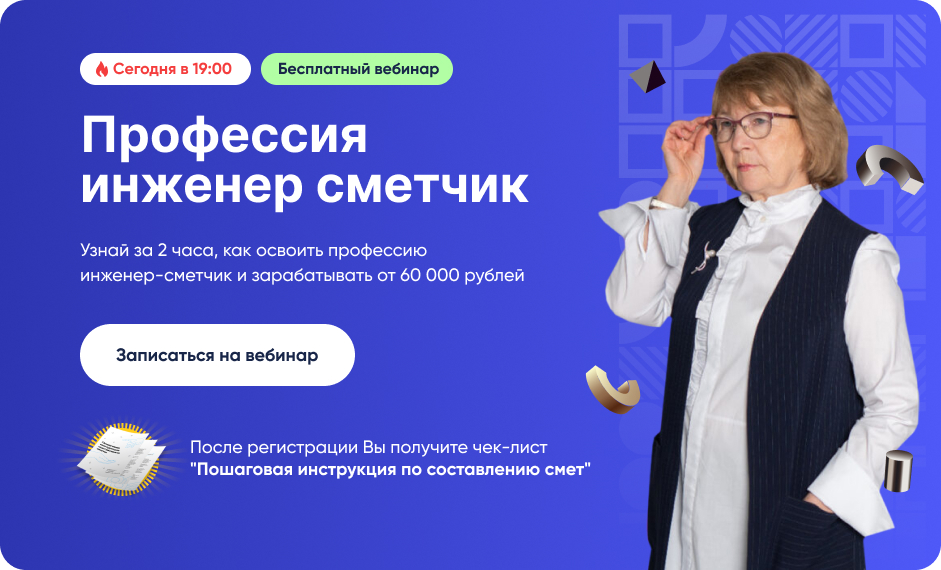 Сегодня в 19:00
Бесплатный вебинар
Профессия
инженер сметчик
Узнай за 2 часа, как освоить профессию
инженер-сметчик и зарабатывать от 60 000 рублей
Записаться на вебинар
После регистрации Вы получите чек-лист
"Пошаговая инструкция по составлению смет"